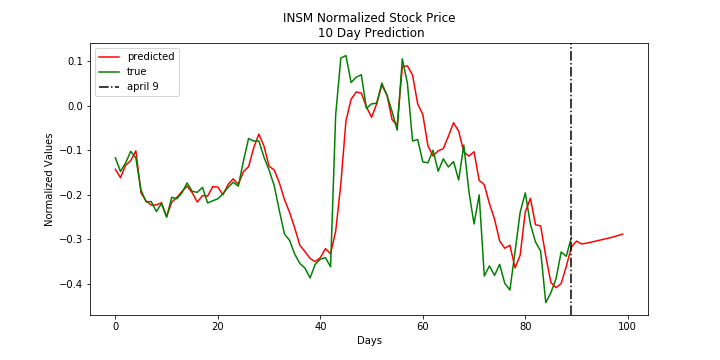 INSM Normalized Stock Price
10 Day Prediction
predicted
true
april 9
Normalized Values
0.1
0.0
−0.1
−0.2
−0.3
−0.4
0
20
40
60
80
100
Days